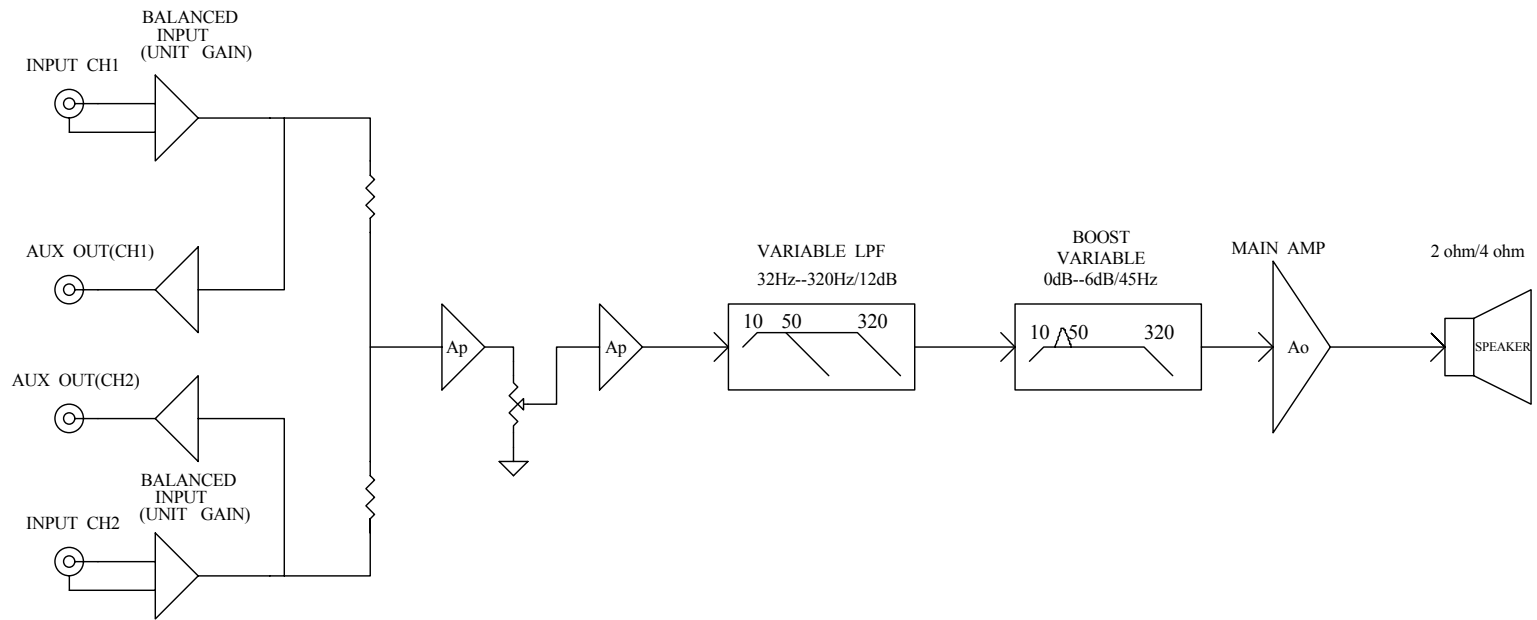 BALANCED
INPUT
(UNIT GAIN)
INPUT CH1
AUX OUT(CH1)
AUX OUT(CH2)
BALANCED
INPUT
(UNIT GAIN)
INPUT CH2
Ap
Ap
VARIABLE LPF
32Hz--320Hz/12dB
10 50 320
BOOST
VARIABLE
0dB--6dB/45Hz
10 50 320
MAIN AMP
Ao
2 ohm/4 ohm
SPEAKER